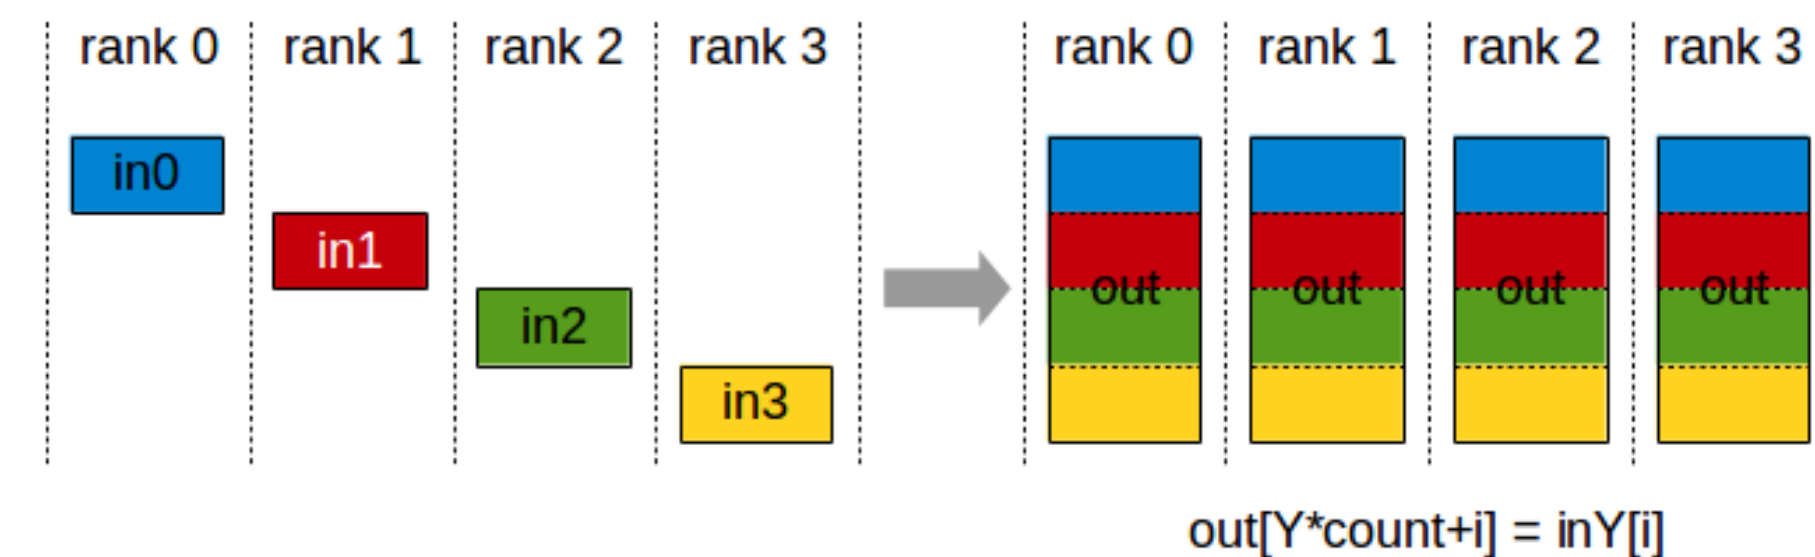 rank 0 rank 1 rank 2 rank 3 rank 0 rank 1 rank 2 rank 3
in0
in1
in2
in3
out out out out
out[Y*count+i] = inY[i]